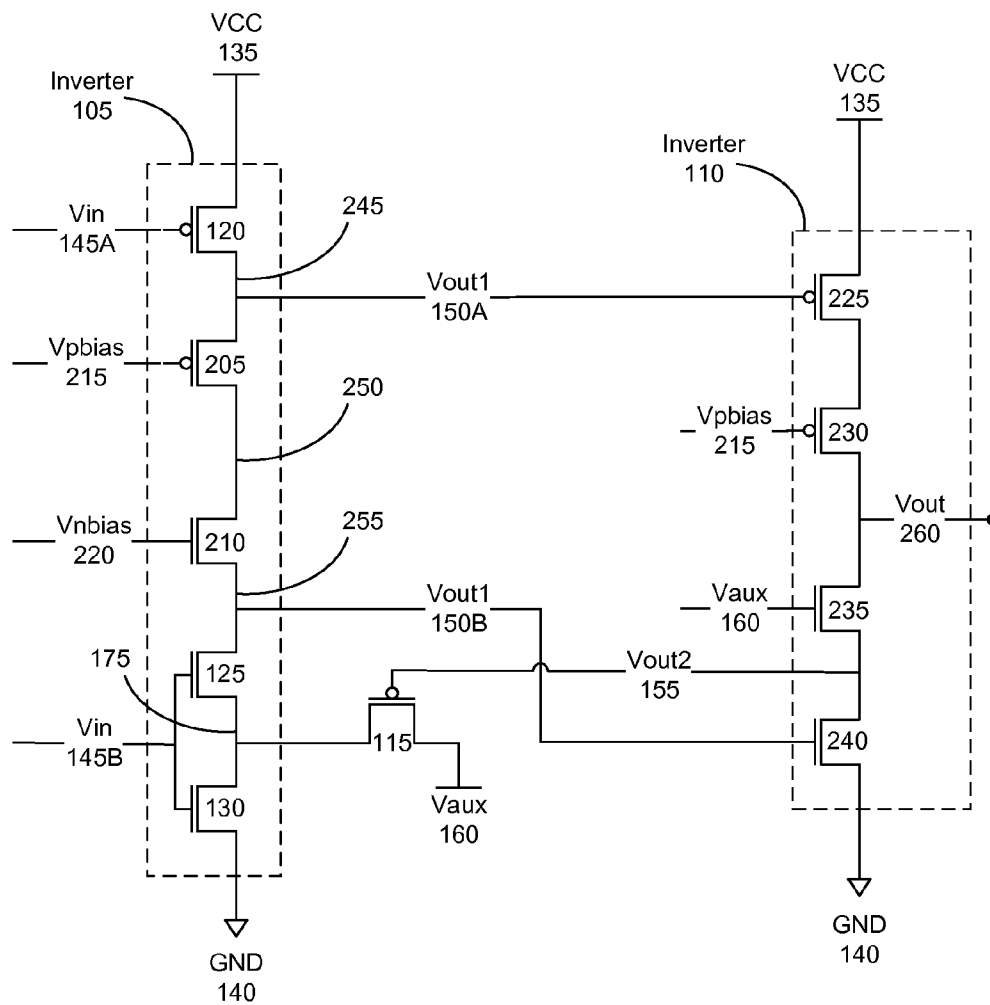 VCC
135
Inverter
105
VCC
135
Inverter
110
Vin
145A
120
245
Vout1
150A
225
Vpbias
215
205
250
Vpbias
215
230
Vnbias
220
210
255
Vout
260
Vout1
150B
Vaux
160
235
175
125
Vout2
155
Vin
145B
115
240
130
Vaux
160
GND
140
GND
140